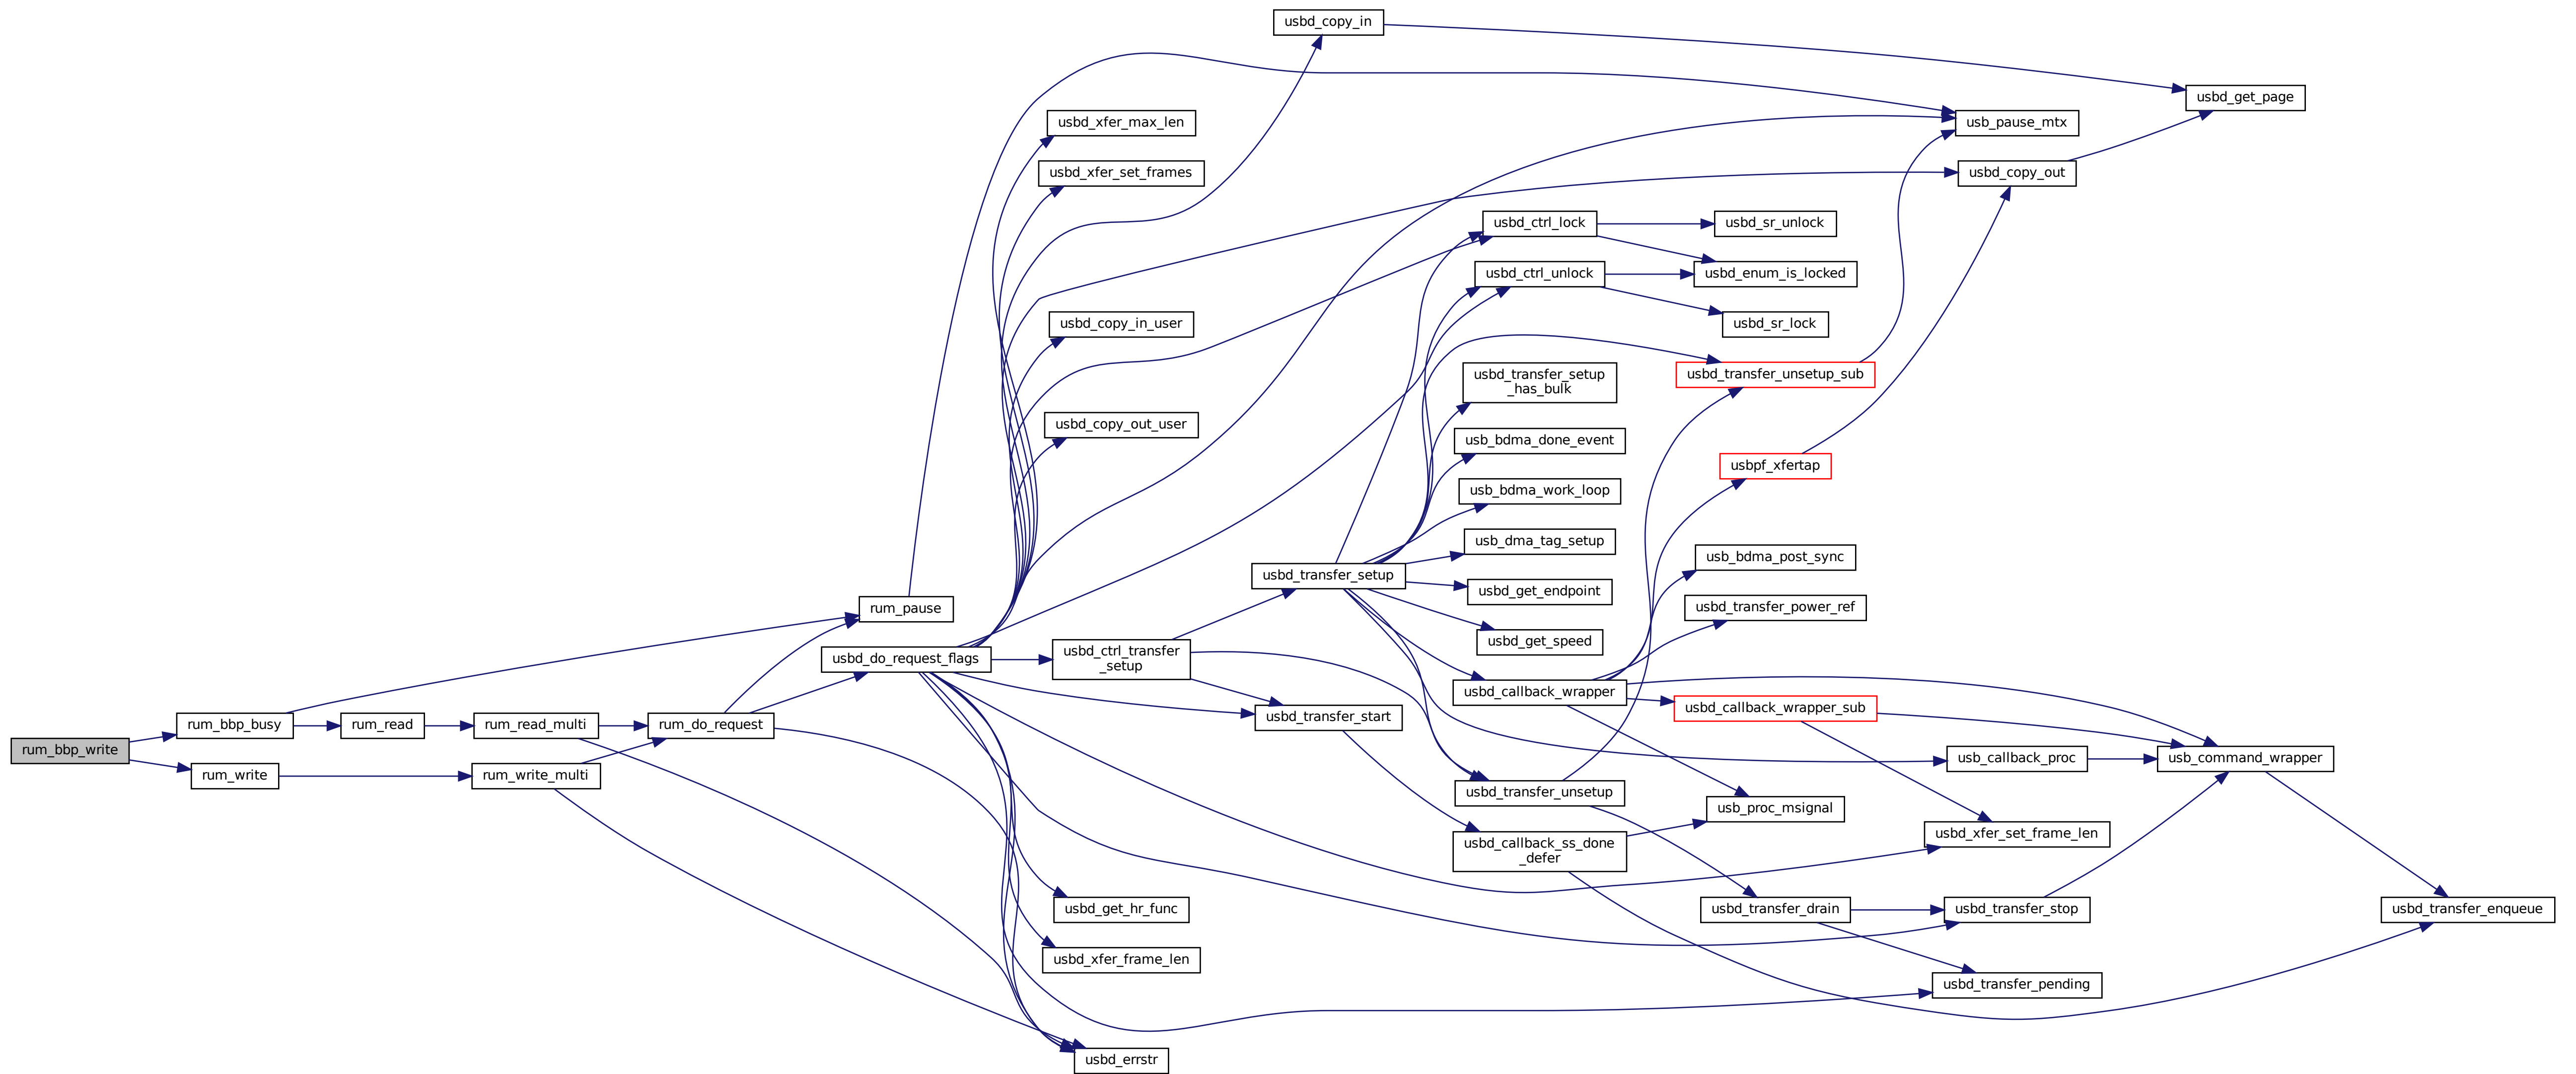 rum_bbp_write
rum_bbp_busy
rum_write
rum_read
rum_read_multi
rum_write_multi
rum_do_request
rum_pause
usbd_do_request_flags
usbd_xfer_max_len
usbd_xfer_set_frames
usbd_copy_in_user
usbd_copy_out_user
usbd_ctrl_transfer
_setup
usbd_get_hr_func
usbd_xfer_frame_len
usbd_errstr
usbd_copy_in
usbd_transfer_setup
usbd_transfer_start
usbd_ctrl_lock
usbd_ctrl_unlock
usbd_transfer_setup
_has_bulk
usb_bdma_done_event
usb_bdma_work_loop
usb_dma_tag_setup
usbd_get_endpoint
usbd_get_speed
usbd_callback_wrapper
usbd_transfer_unsetup
usbd_callback_ss_done
_defer
usbd_sr_unlock
usbd_enum_is_locked
usbd_sr_lock
usbd_transfer_unsetup_sub
usbpf_xfertap
usb_bdma_post_sync
usbd_transfer_power_ref
usbd_callback_wrapper_sub
usb_proc_msignal
usbd_transfer_drain
usb_pause_mtx
usbd_copy_out
usb_callback_proc
usbd_xfer_set_frame_len
usbd_transfer_stop
usbd_transfer_pending
usbd_get_page
usb_command_wrapper
usbd_transfer_enqueue